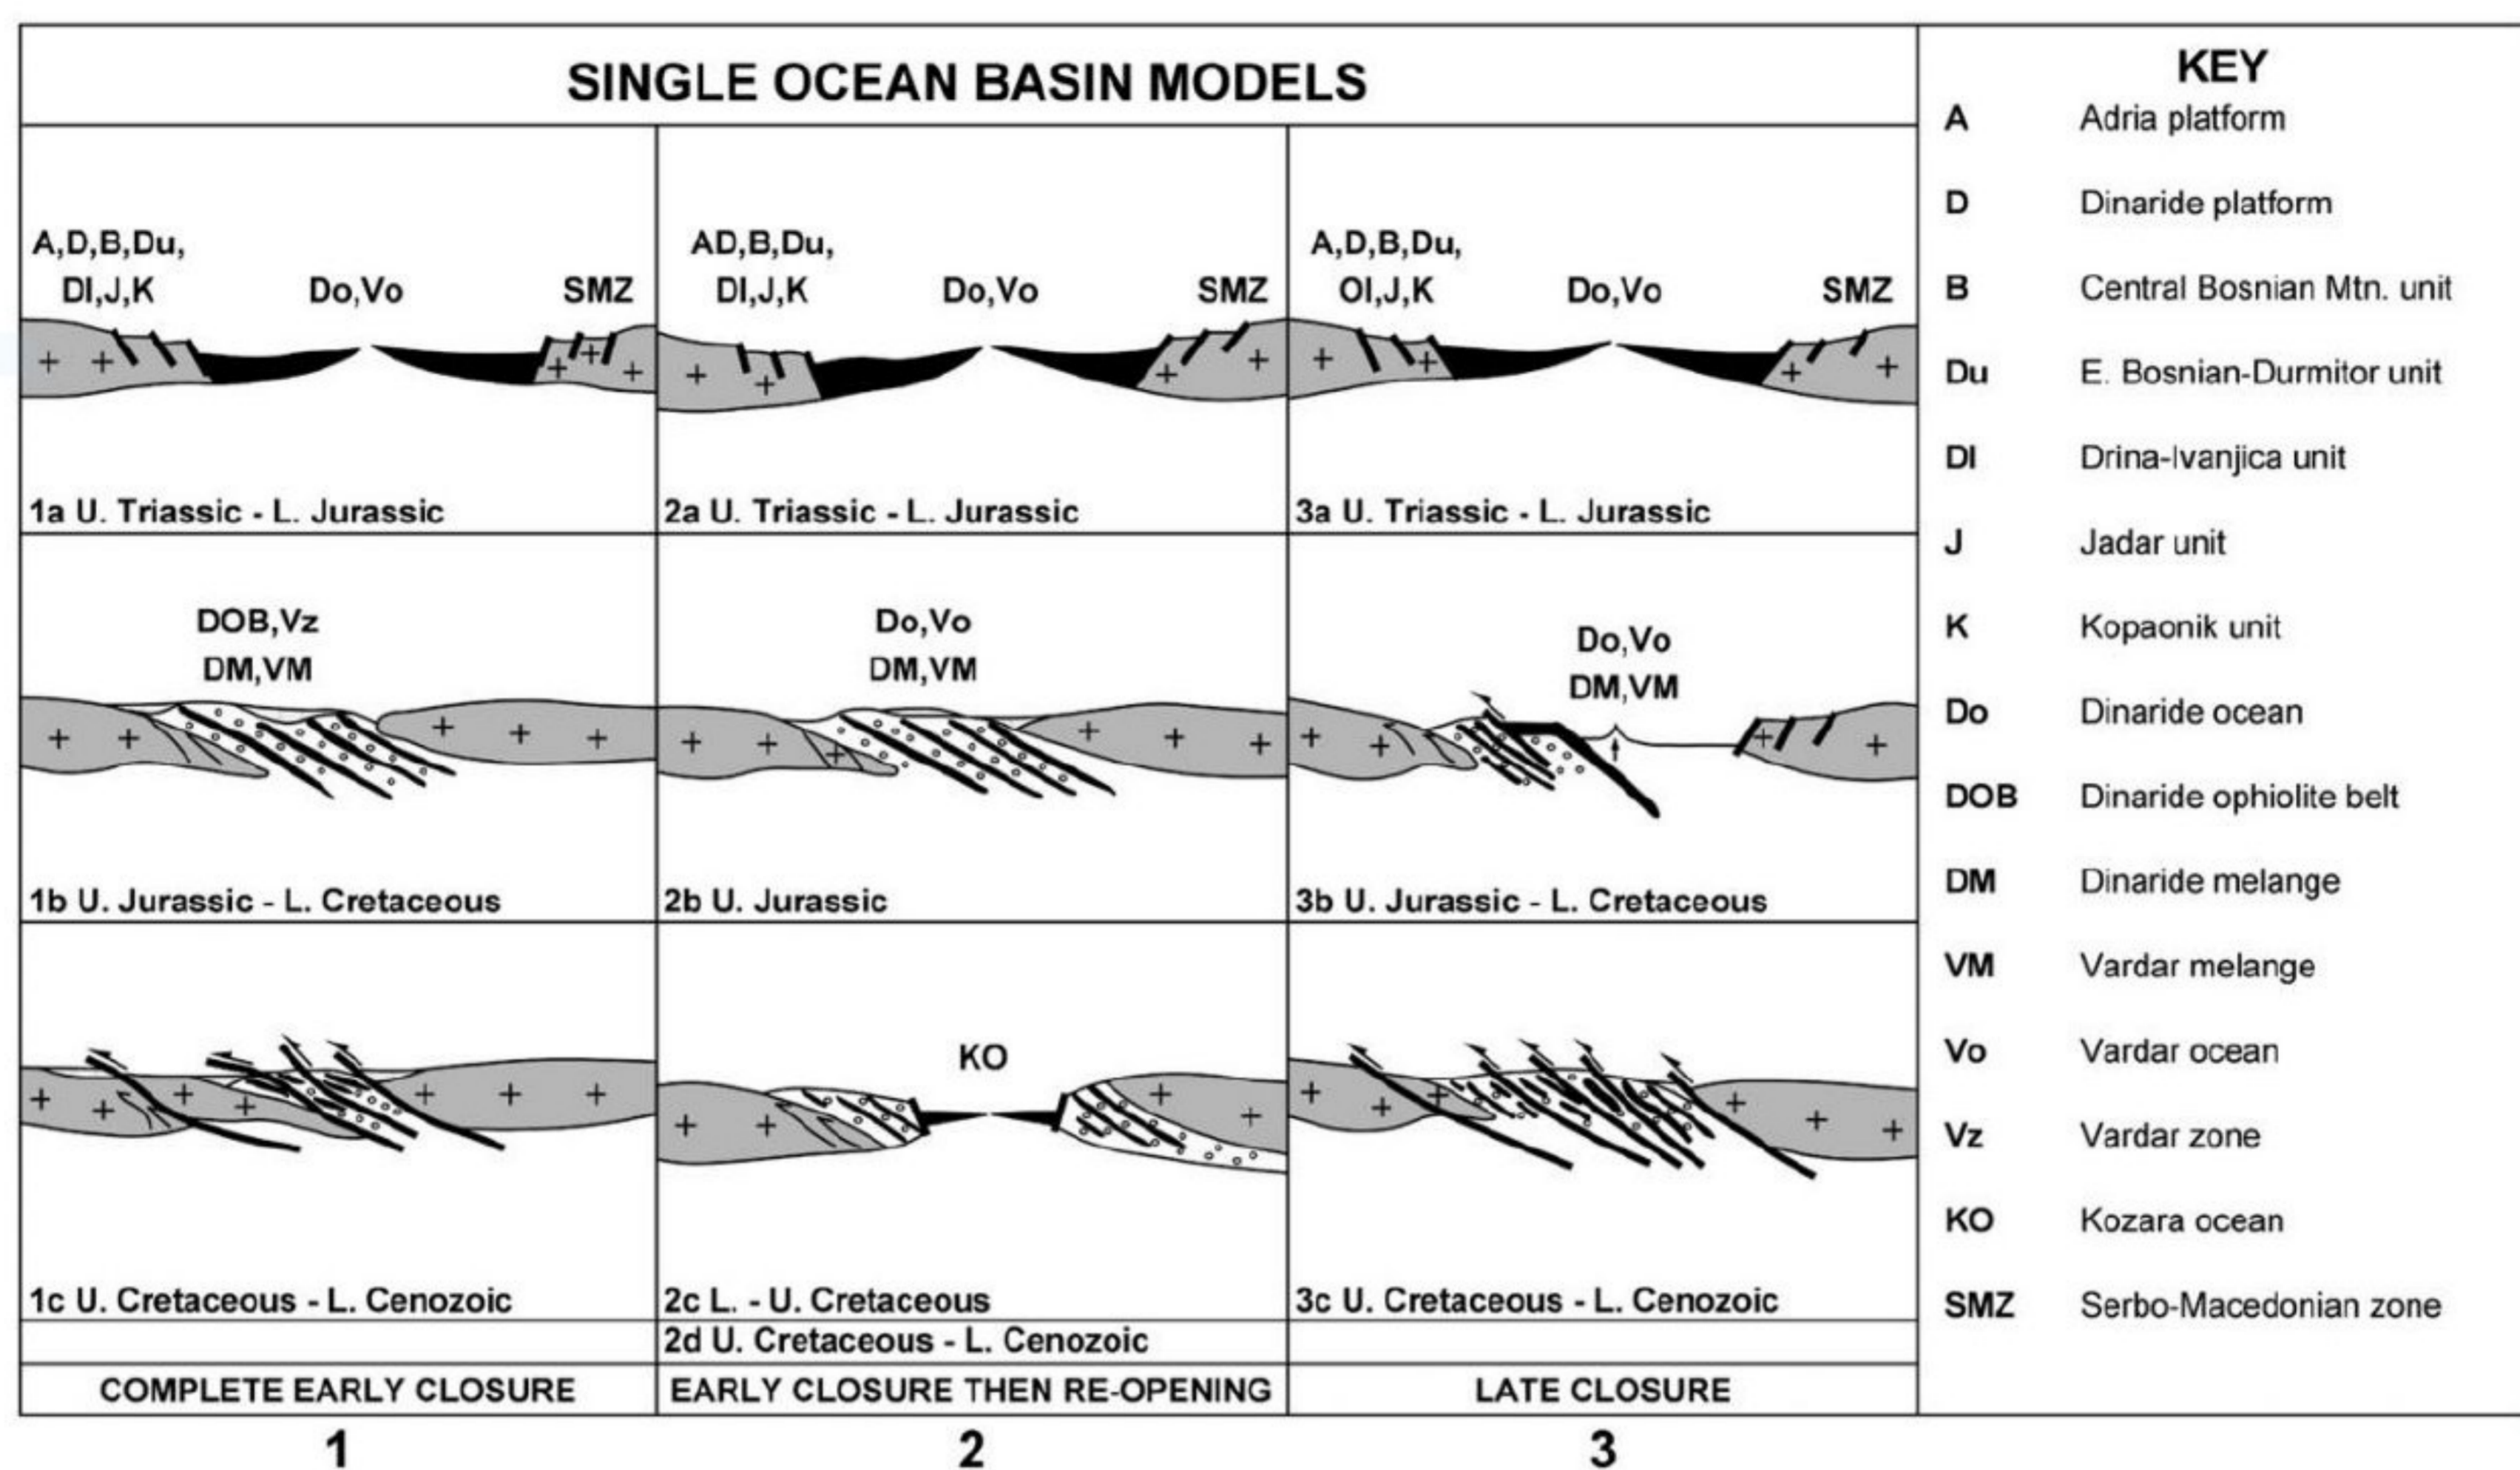 SINGLE OCEAN BASIN MODELS
A,D,B,Du,
DI,J,K
Do,Vo
SMZ
1a U. Triassic - L. Jurassic
AD,B,Du,
DI,J,K
Do,Vo
SMZ
2a U. Triassic - L. Jurassic
A,D,B,Du,
OI,J,K
Do,Vo
SMZ
3a U. Triassic - L. Jurassic
DOB,Vz
DM,VM
1b U. Jurassic - L. Cretaceous
Do,Vo
DM,VM
2b U. Jurassic
Do,Vo
DM,VM
3b U. Jurassic - L. Cretaceous
1c U. Cretaceous - L. Cenozoic
KO
2c L. - U. Cretaceous
2d U. Cretaceous - L. Cenozoic
3c U. Cretaceous - L. Cenozoic
COMPLETE EARLY CLOSURE
EARLY CLOSURE THEN RE-OPENING
LATE CLOSURE
1
2
3
KEY
A Adria platform
D Dinaride platform
B Central Bosnian Mtn. unit
Du E. Bosnian-Durmitor unit
DI Drina-Ivanjica unit
J Jadar unit
K Kopaonik unit
Do Dinaride ocean
DOB Dinaride ophiolite belt
DM Dinaride melange
VM Vardar melange
Vo Vardar ocean
Vz Vardar zone
KO Kozara ocean
SMZ Serbo-Macedonian zone